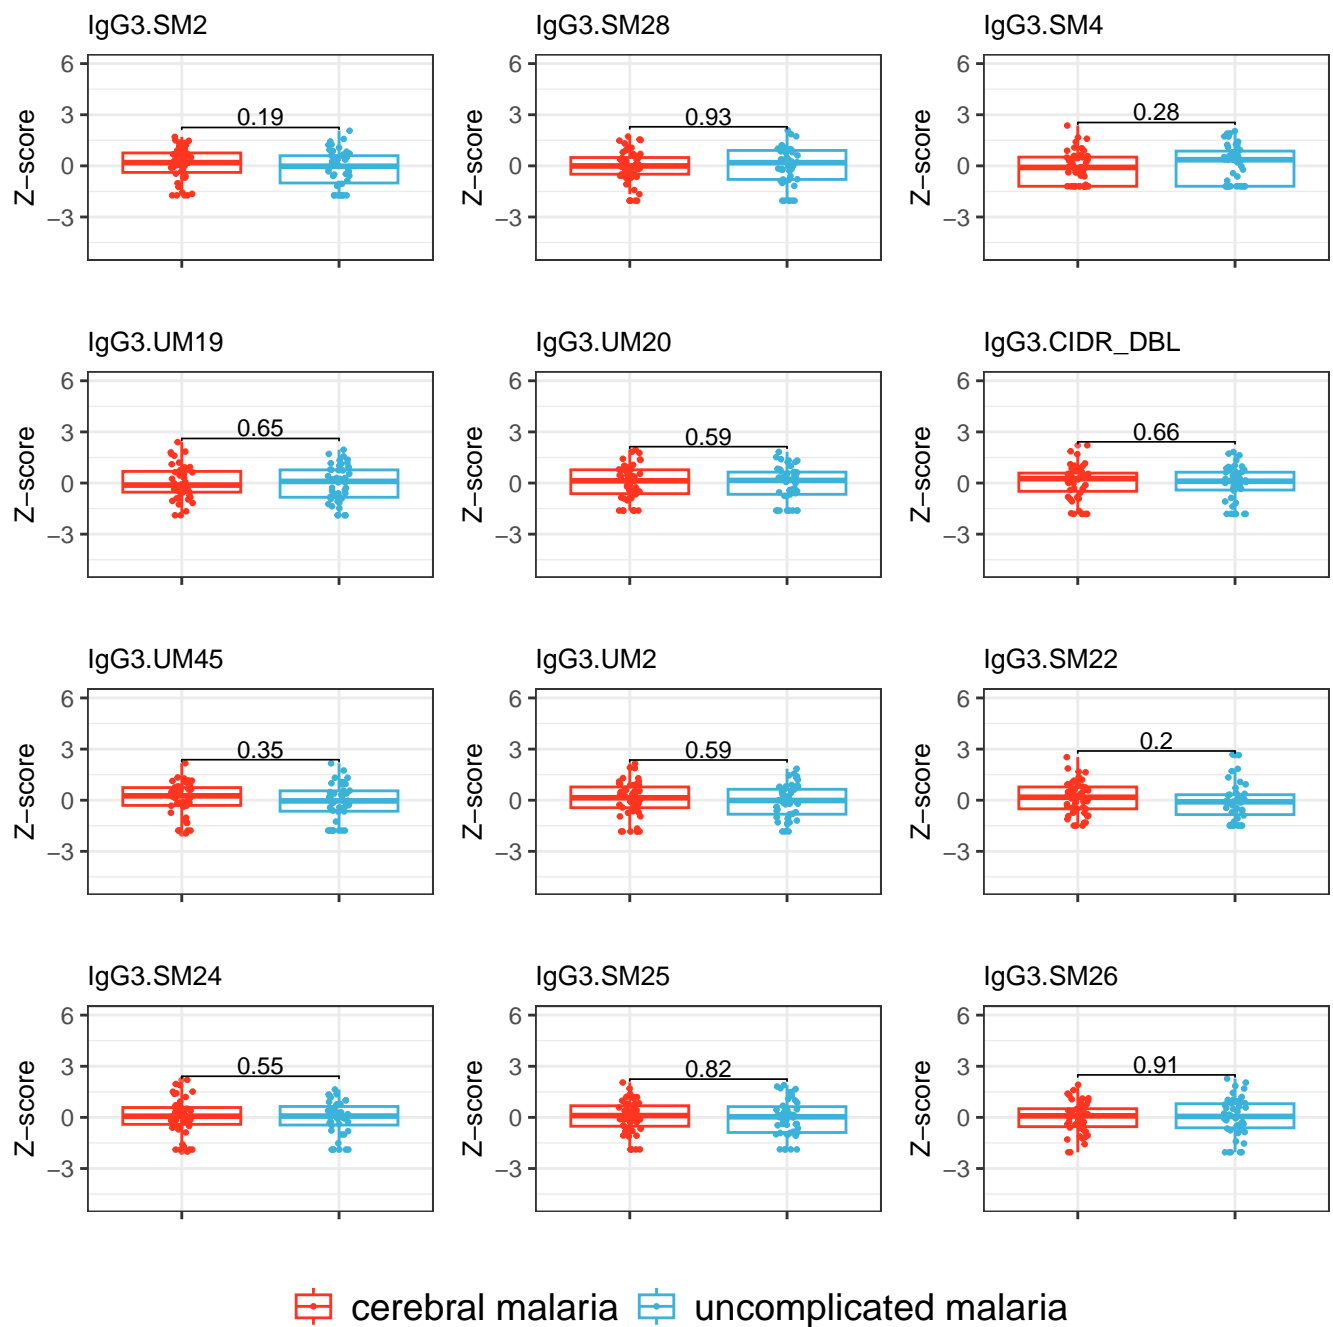 IgG3.SM2
6
3
0
−3
Z−score
0.19
IgG3.SM28
6
3
0
−3
Z−score
0.93
IgG3.SM4
6
3
0
−3
Z−score
0.28
IgG3.UM19
6
3
0
−3
Z−score
0.65
IgG3.UM20
6
3
0
−3
Z−score
0.59
IgG3.CIDR_DBL
6
3
0
−3
Z−score
0.66
IgG3.UM45
6
3
0
−3
Z−score
0.35
IgG3.UM2
6
3
0
−3
Z−score
0.59
IgG3.SM22
6
3
0
−3
Z−score
0.2
IgG3.SM24
6
3
0
−3
Z−score
0.55
IgG3.SM25
6
3
0
−3
Z−score
0.82
IgG3.SM26
6
3
0
−3
Z−score
0.91
cerebral malaria uncomplicated malaria